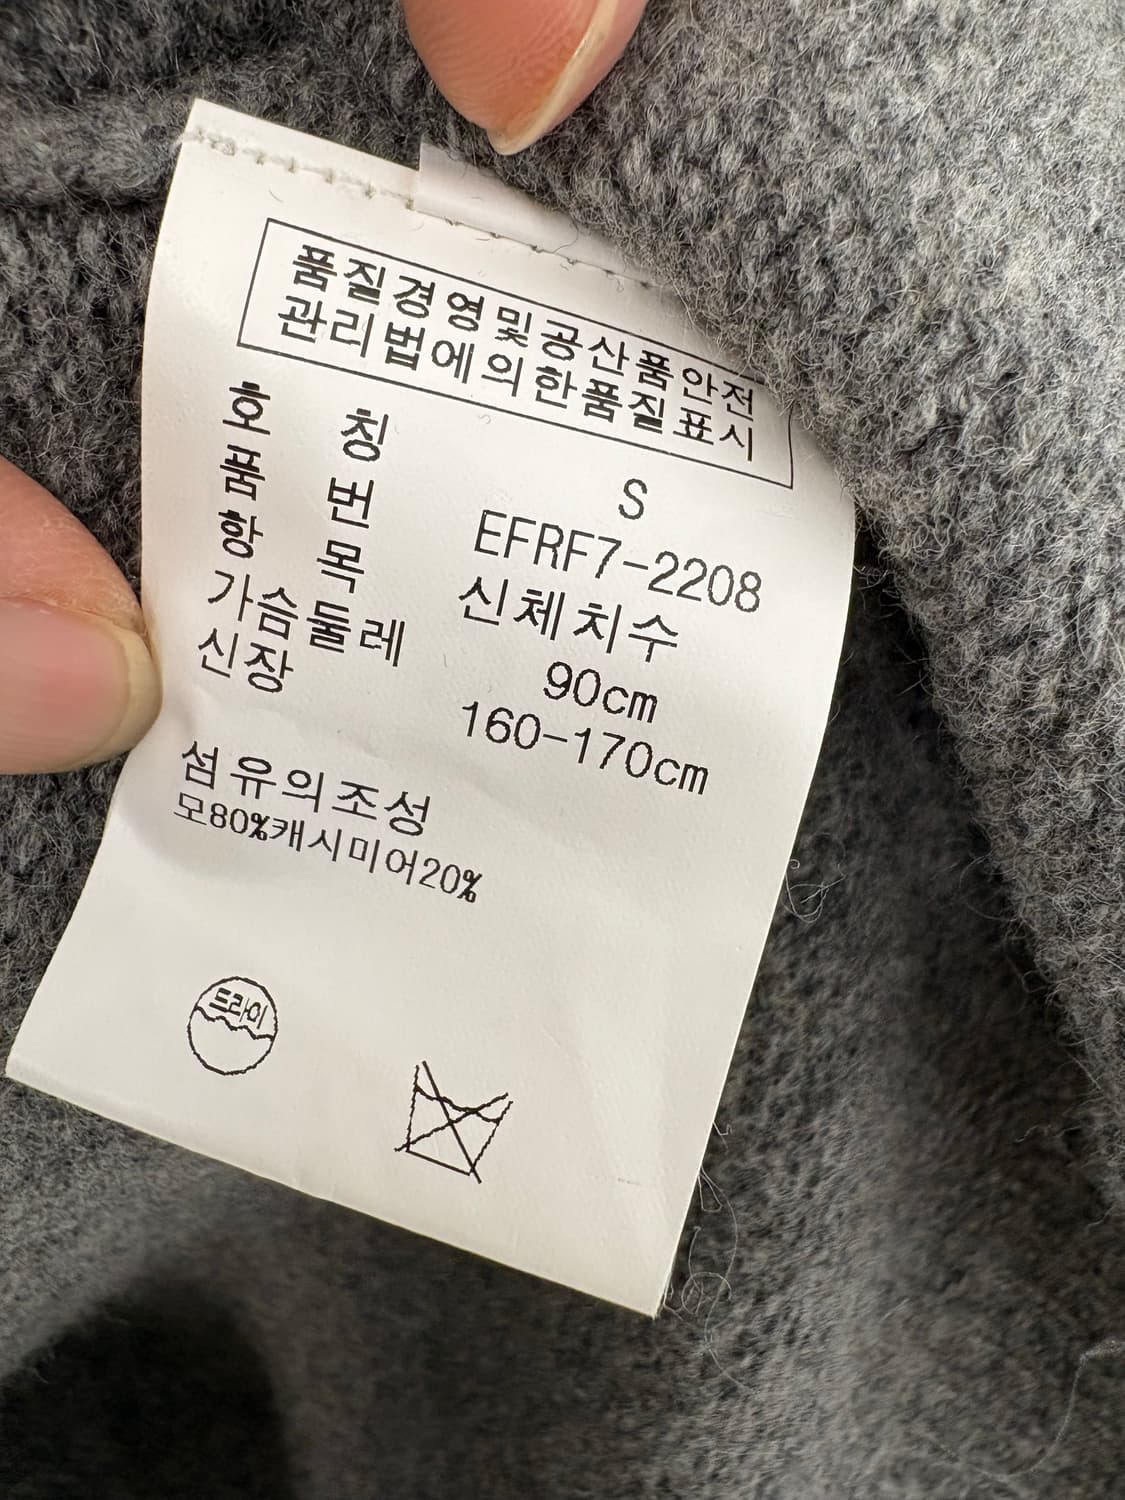 품질경영및공산품안전
관리법에의한품질표시
호 칭 S
품 번 EFRF7-2208
항 목 신체치수
가슴둘레 90cm
신장 160-170cm
섬유의조성
모80%캐시미어20%
드라이